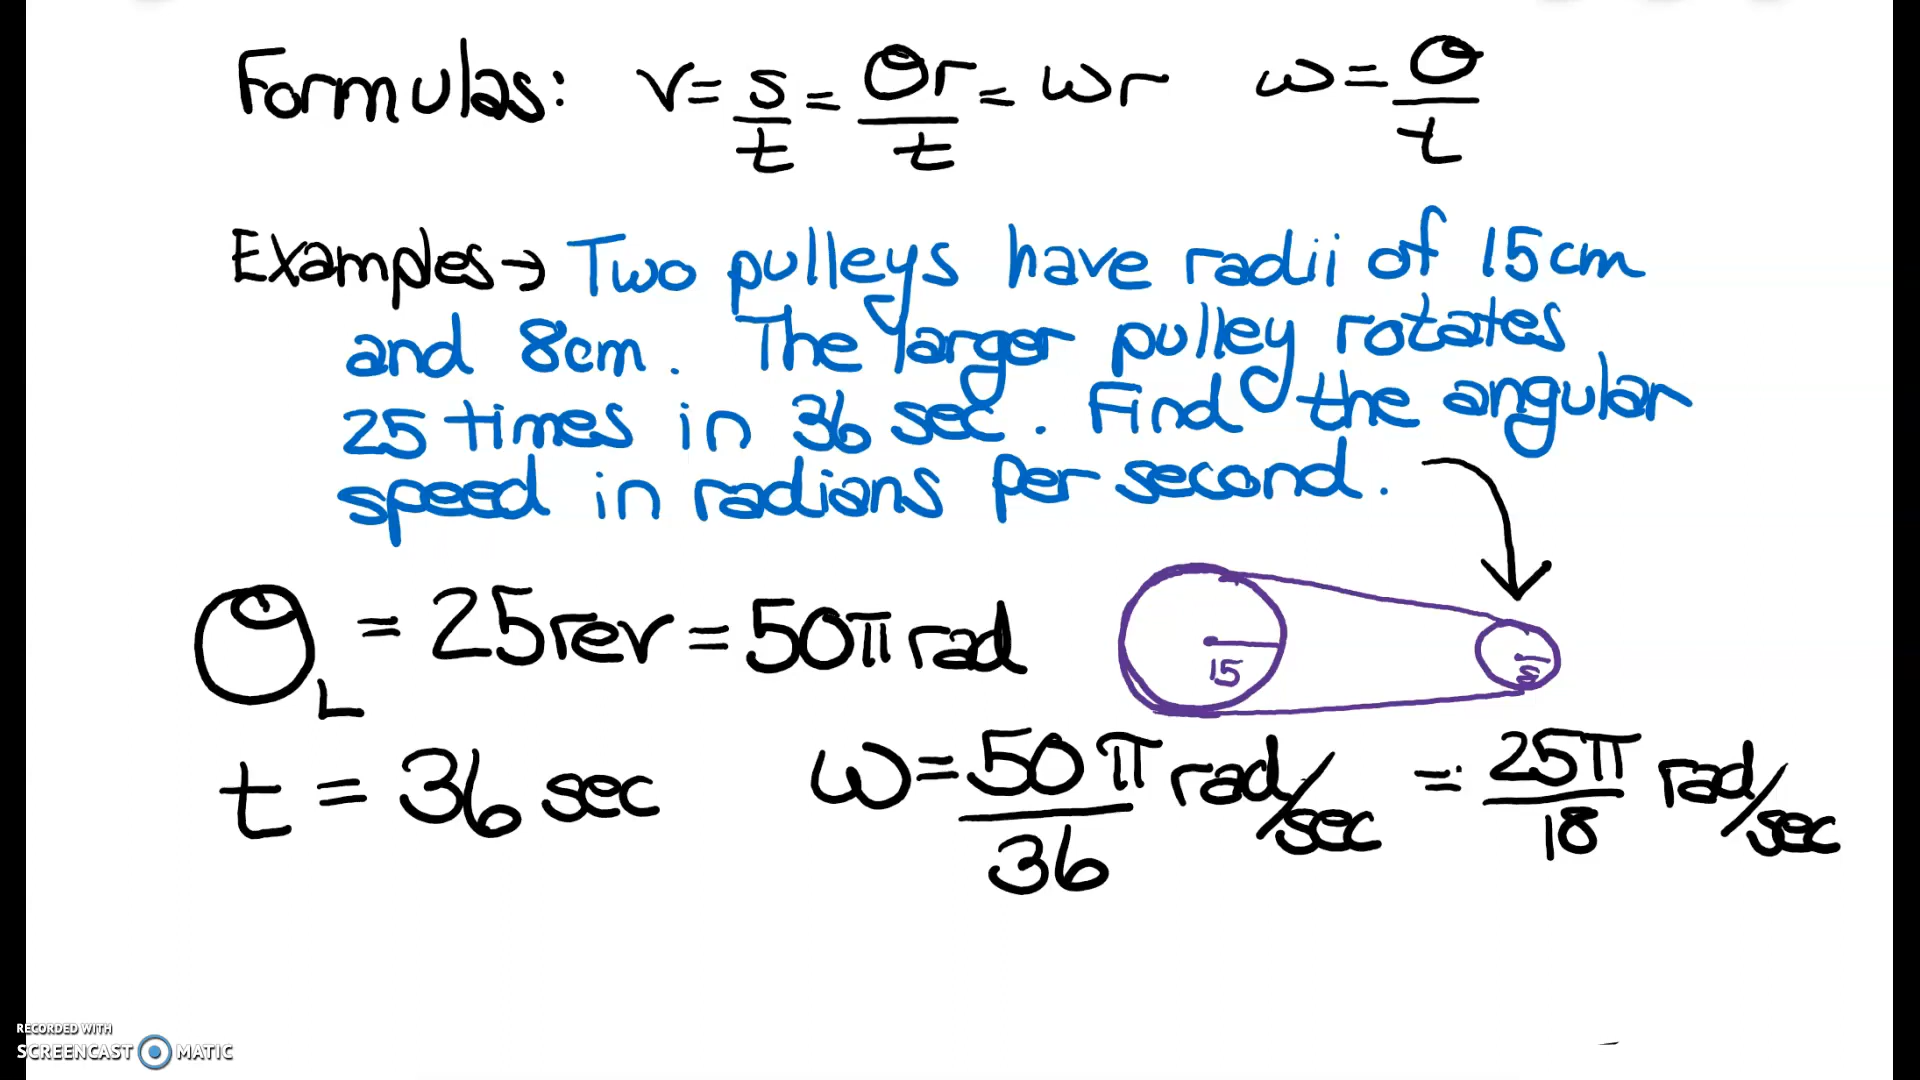 Formulas: v = s/t = θr/t = ωr ω = θ/t
Examples → Two pulleys have radii of 15cm
and 8cm. The larger pulley rotates
25 times in 36 sec. Find the angular
speed in radians per second.
θL = 25rev = 50π rad
15 8
t = 36 sec ω = 50π/36 rad/sec = 25π/18 rad/sec
RECORDED WITH
SCREENCAST MATIC